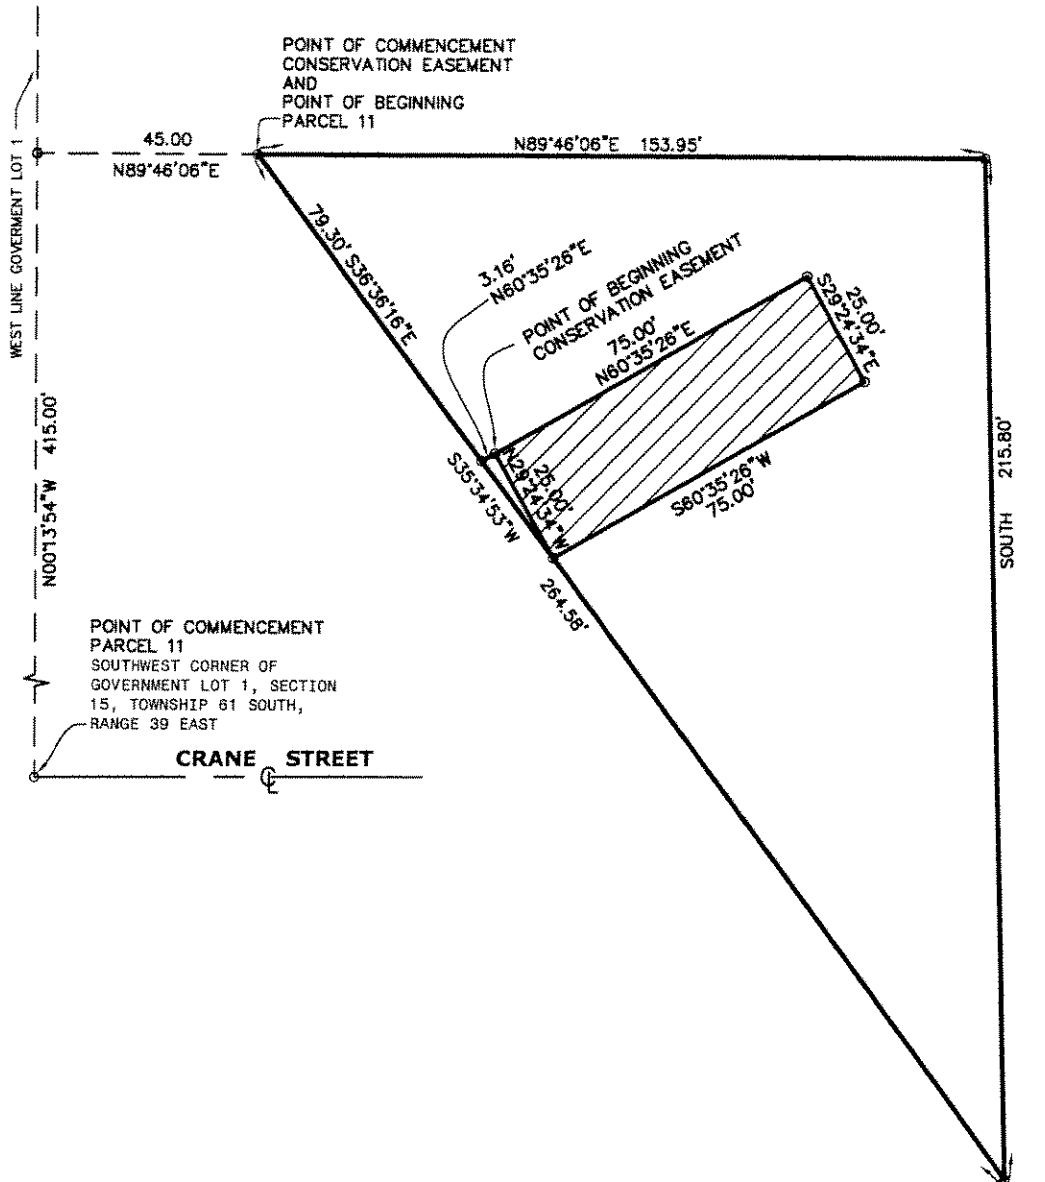 POINT OF COMMENCEMENT
CONSERVATION EASEMENT
AND
POINT OF BEGINNING
PARCEL 11
WEST LINE GOVERMENT LOT 1
45.00
N89°46'06"E
N89°46'06"E 153.95'
79.30' S36°36'16"E
3.16'
N60°35'26"E
POINT OF BEGINNING
CONSERVATION EASEMENT
75.00'
N60°35'26"E
25.00'
S29°24'34"E
N00°13'54"W 415.00'
S35°34'53"W
25.00'
N29°24'34"W
S60°35'26"W
75.00'
SOUTH 215.80'
264.58'
POINT OF COMMENCEMENT
PARCEL 11
SOUTHWEST CORNER OF
GOVERNMENT LOT 1, SECTION
15, TOWNSHIP 61 SOUTH,
RANGE 39 EAST
CRANE STREET